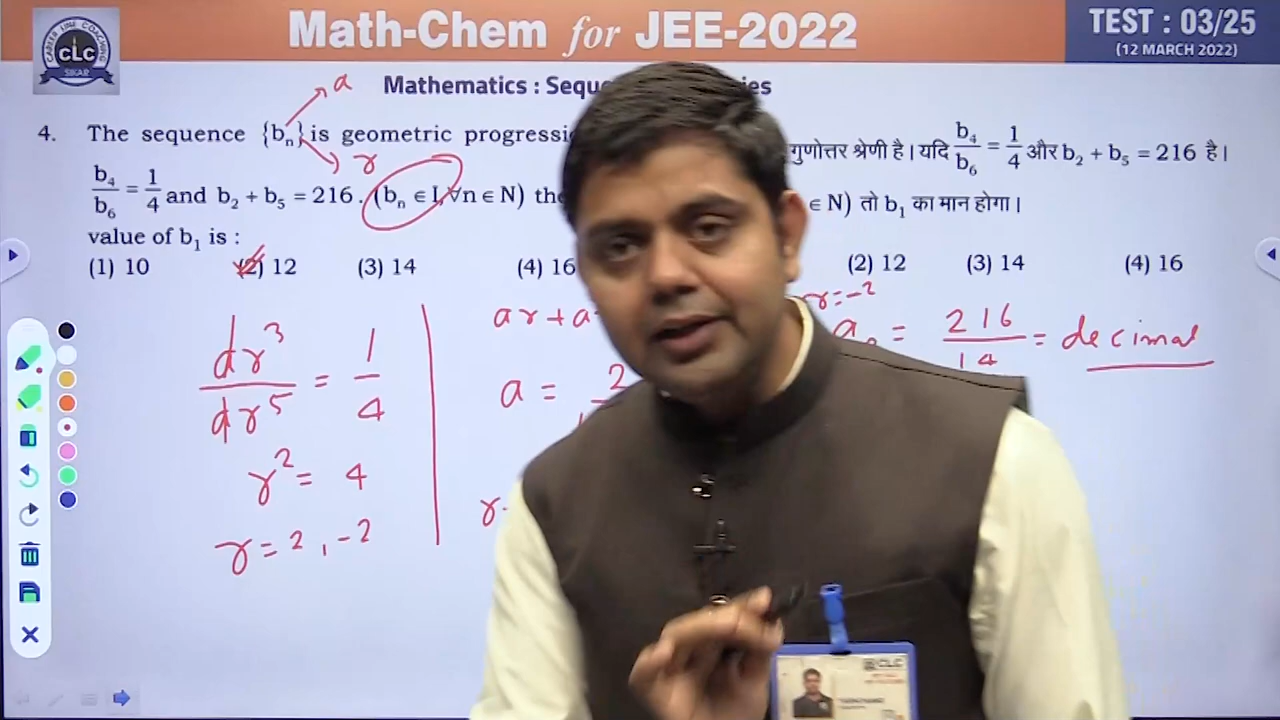 Math-Chem for JEE-2022
TEST : 03/25
(12 MARCH 2022)
CLC
SIKAR
Mathematics : Sequ
4. The sequence {bₙ} is geometric progressi
a
r
b₄/b₆ = 1/4 and b₂ + b₅ = 216. (bₙ ∈ I, ∀n ∈ N) the
value of b₁ is :
(1) 10 (2) 12 (3) 14 (4) 16
गुणोत्तर श्रेणी है। यदि b₄/b₆ = 1/4 और b₂ + b₅ = 216 है।
∈ N) तो b₁ का मान होगा।
(2) 12 (3) 14 (4) 16
ar³/ar⁵ = 1/4
r² = 4
r = 2, -2
ar + a
a = 2
r = -2
= 216/14 = decimal
CLC